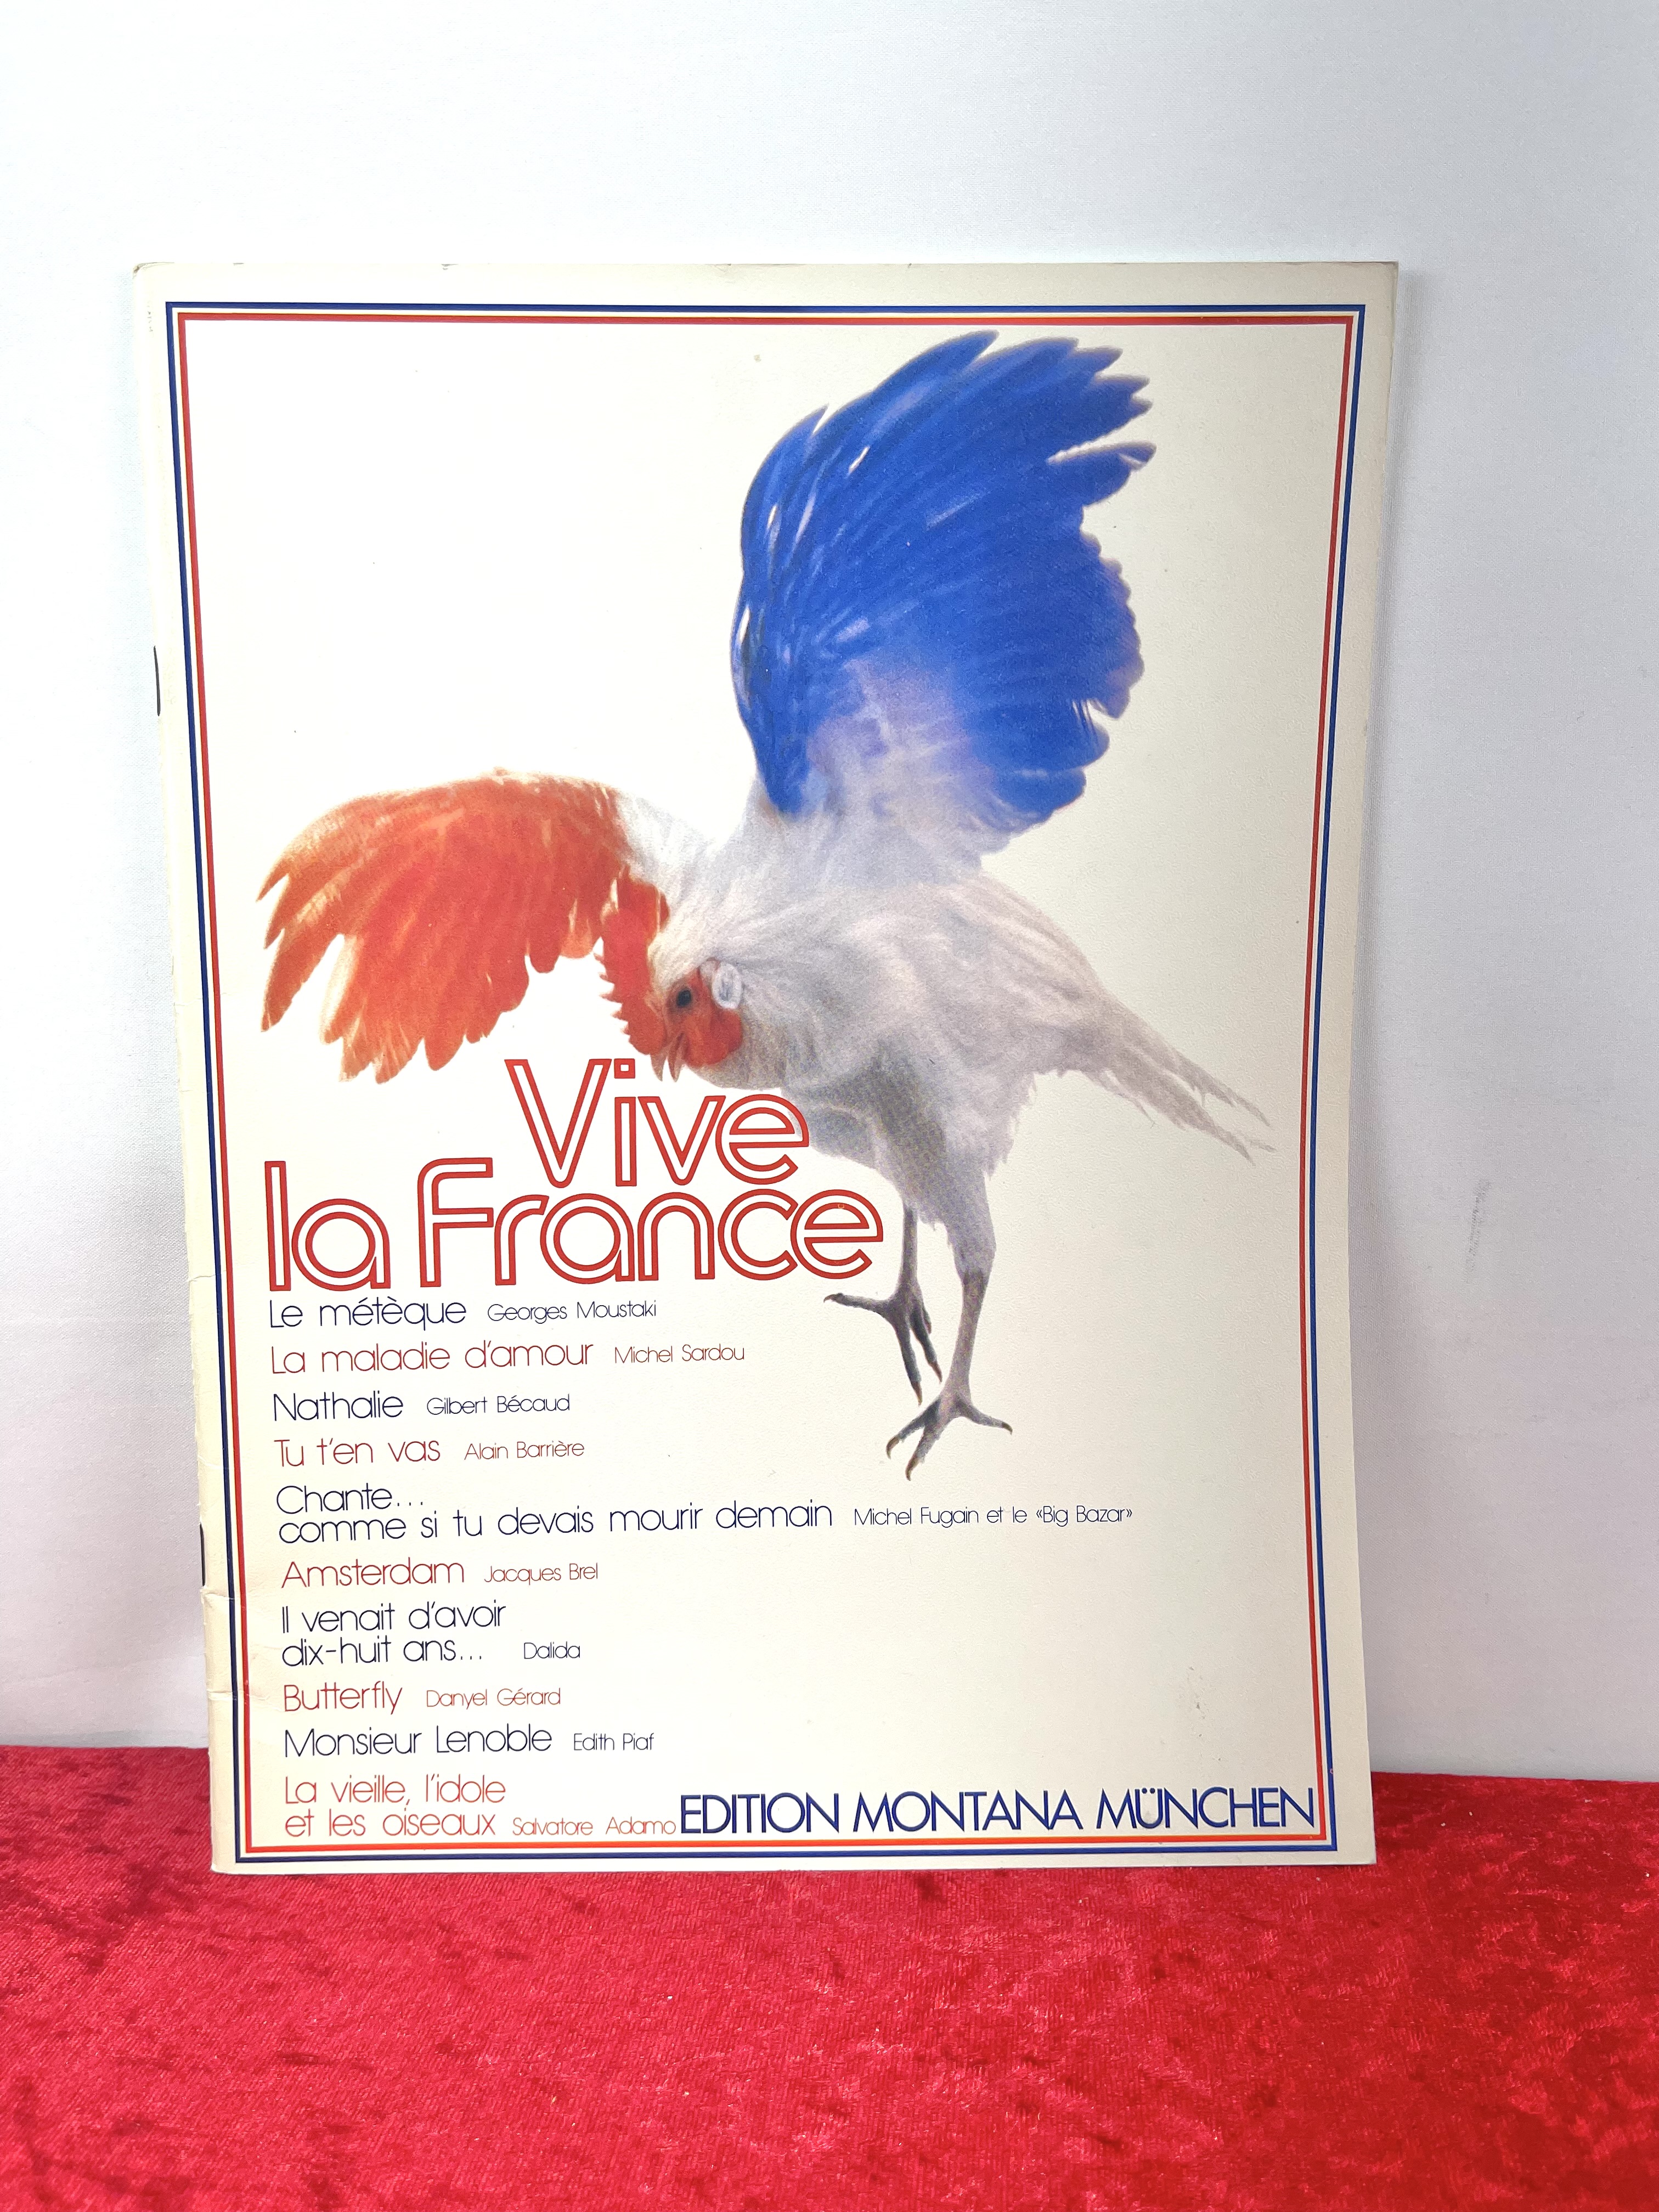 Vive
la France
Le métèque Georges Moustaki
La maladie d'amour Michel Sardou
Nathalie Gilbert Bécaud
Tu t'en vas Alain Barrière
Chante...
comme si tu devais mourir demain Michel Fugain et le «Big Bazar»
Amsterdam Jacques Brel
Il venait d'avoir
dix-huit ans... Dalida
Butterfly Danyel Gérard
Monsieur Lenoble Edith Piaf
La vieille, l'idole
et les oiseaux Salvatore Adamo EDITION MONTANA MÜNCHEN